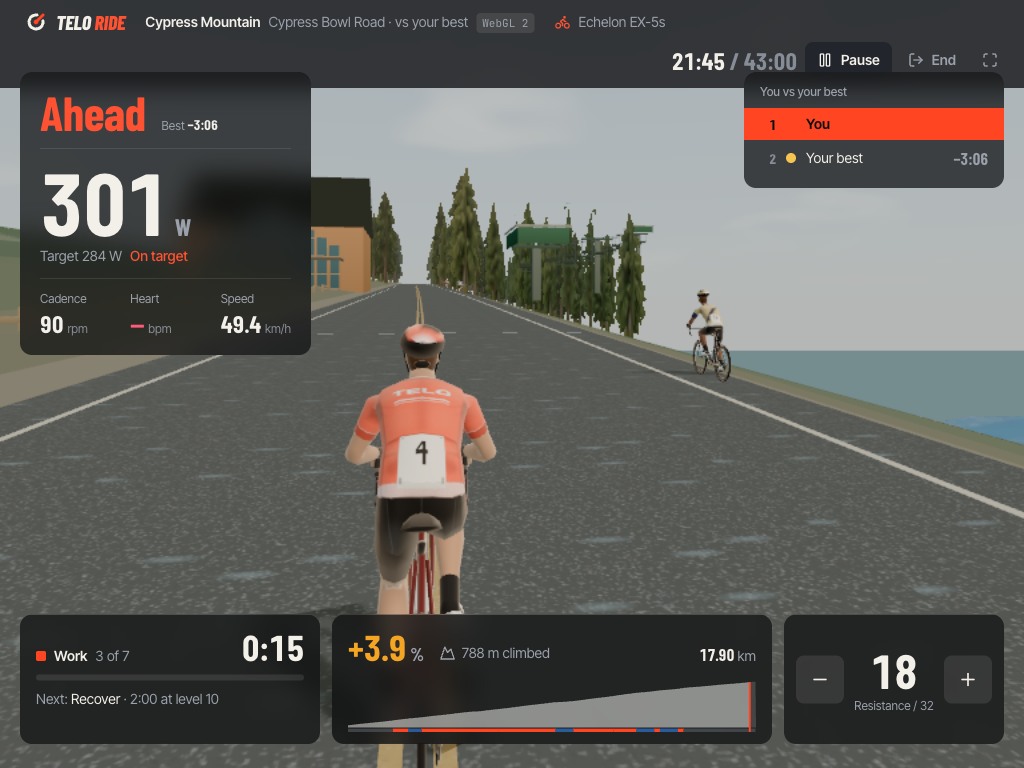 TELO RIDE Cypress Mountain Cypress Bowl Road · vs your best WebGL 2 Echelon EX-5s
21:45 / 43:00 Pause End
Ahead Best −3:06
301 W
Target 284 W On target
Cadence Heart Speed
90 rpm — bpm 49.4 km/h
You vs your best
1 You
2 Your best −3:06
TELO
4
Work 3 of 7 0:15
Next: Recover · 2:00 at level 10
+3.9 % 788 m climbed 17.90 km
− 18 +
Resistance / 32